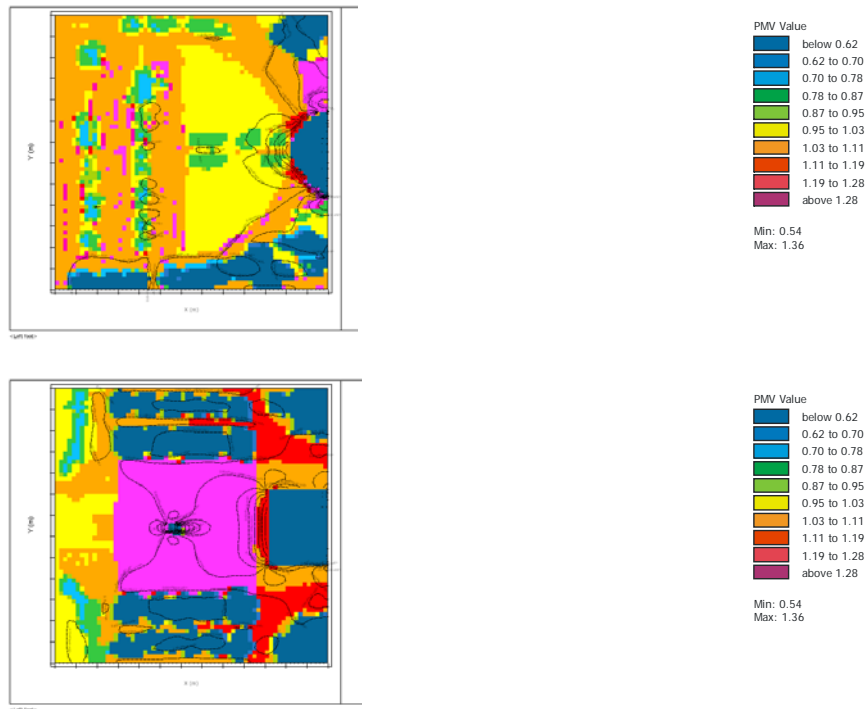 PMV Value
below 0.62
0.62 to 0.70
0.70 to 0.78
0.78 to 0.87
0.87 to 0.95
0.95 to 1.03
1.03 to 1.11
1.11 to 1.19
1.19 to 1.28
above 1.28
Min: 0.54
Max: 1.36
Y (m)
X (m)
PMV Value
below 0.62
0.62 to 0.70
0.70 to 0.78
0.78 to 0.87
0.87 to 0.95
0.95 to 1.03
1.03 to 1.11
1.11 to 1.19
1.19 to 1.28
above 1.28
Min: 0.54
Max: 1.36
Y (m)
X (m)